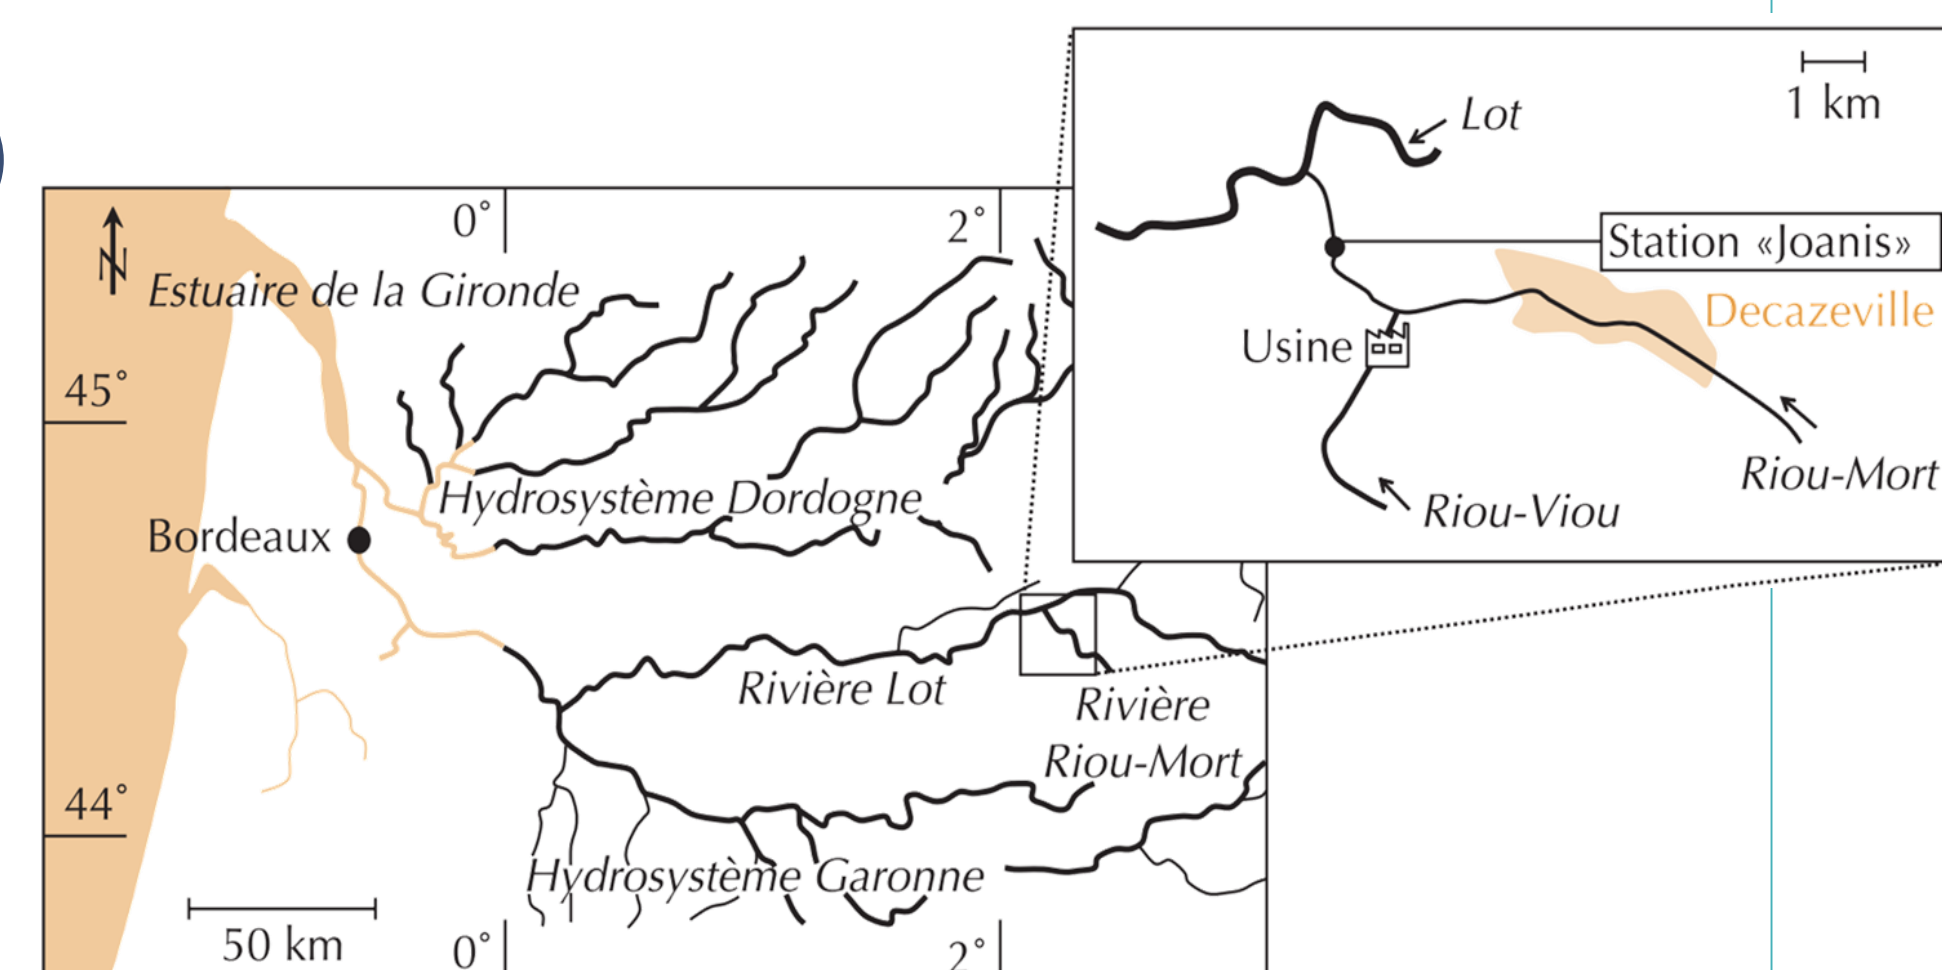 1 km
Lot
Station «Joanis»
Decazeville
Usine
Riou-Mort
Riou-Viou
0°
2°
N
Estuaire de la Gironde
45°
Hydrosystème Dordogne
Bordeaux
Rivière Lot
Rivière
Riou-Mort
44°
Hydrosystème Garonne
50 km
0°
2°